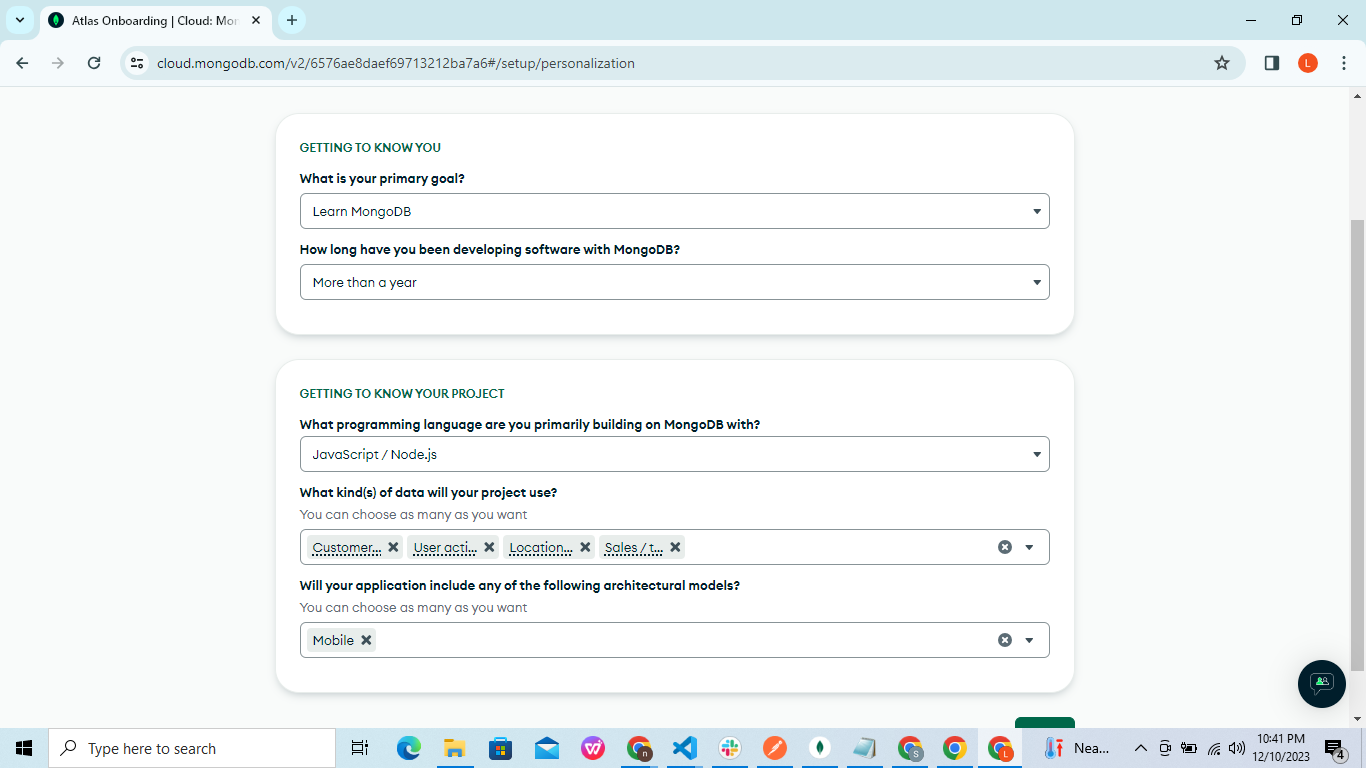 Atlas Onboarding | Cloud: Mon
cloud.mongodb.com/v2/6576ae8daef69713212ba7a6#/setup/personalization
L
GETTING TO KNOW YOU
What is your primary goal?
Learn MongoDB
How long have you been developing software with MongoDB?
More than a year
GETTING TO KNOW YOUR PROJECT
What programming language are you primarily building on MongoDB with?
JavaScript / Node.js
What kind(s) of data will your project use?
You can choose as many as you want
Customer... User acti... Location... Sales / t...
Will your application include any of the following architectural models?
You can choose as many as you want
Mobile
Type here to search
n
S
L
Nea...
10:41 PM
12/10/2023
4